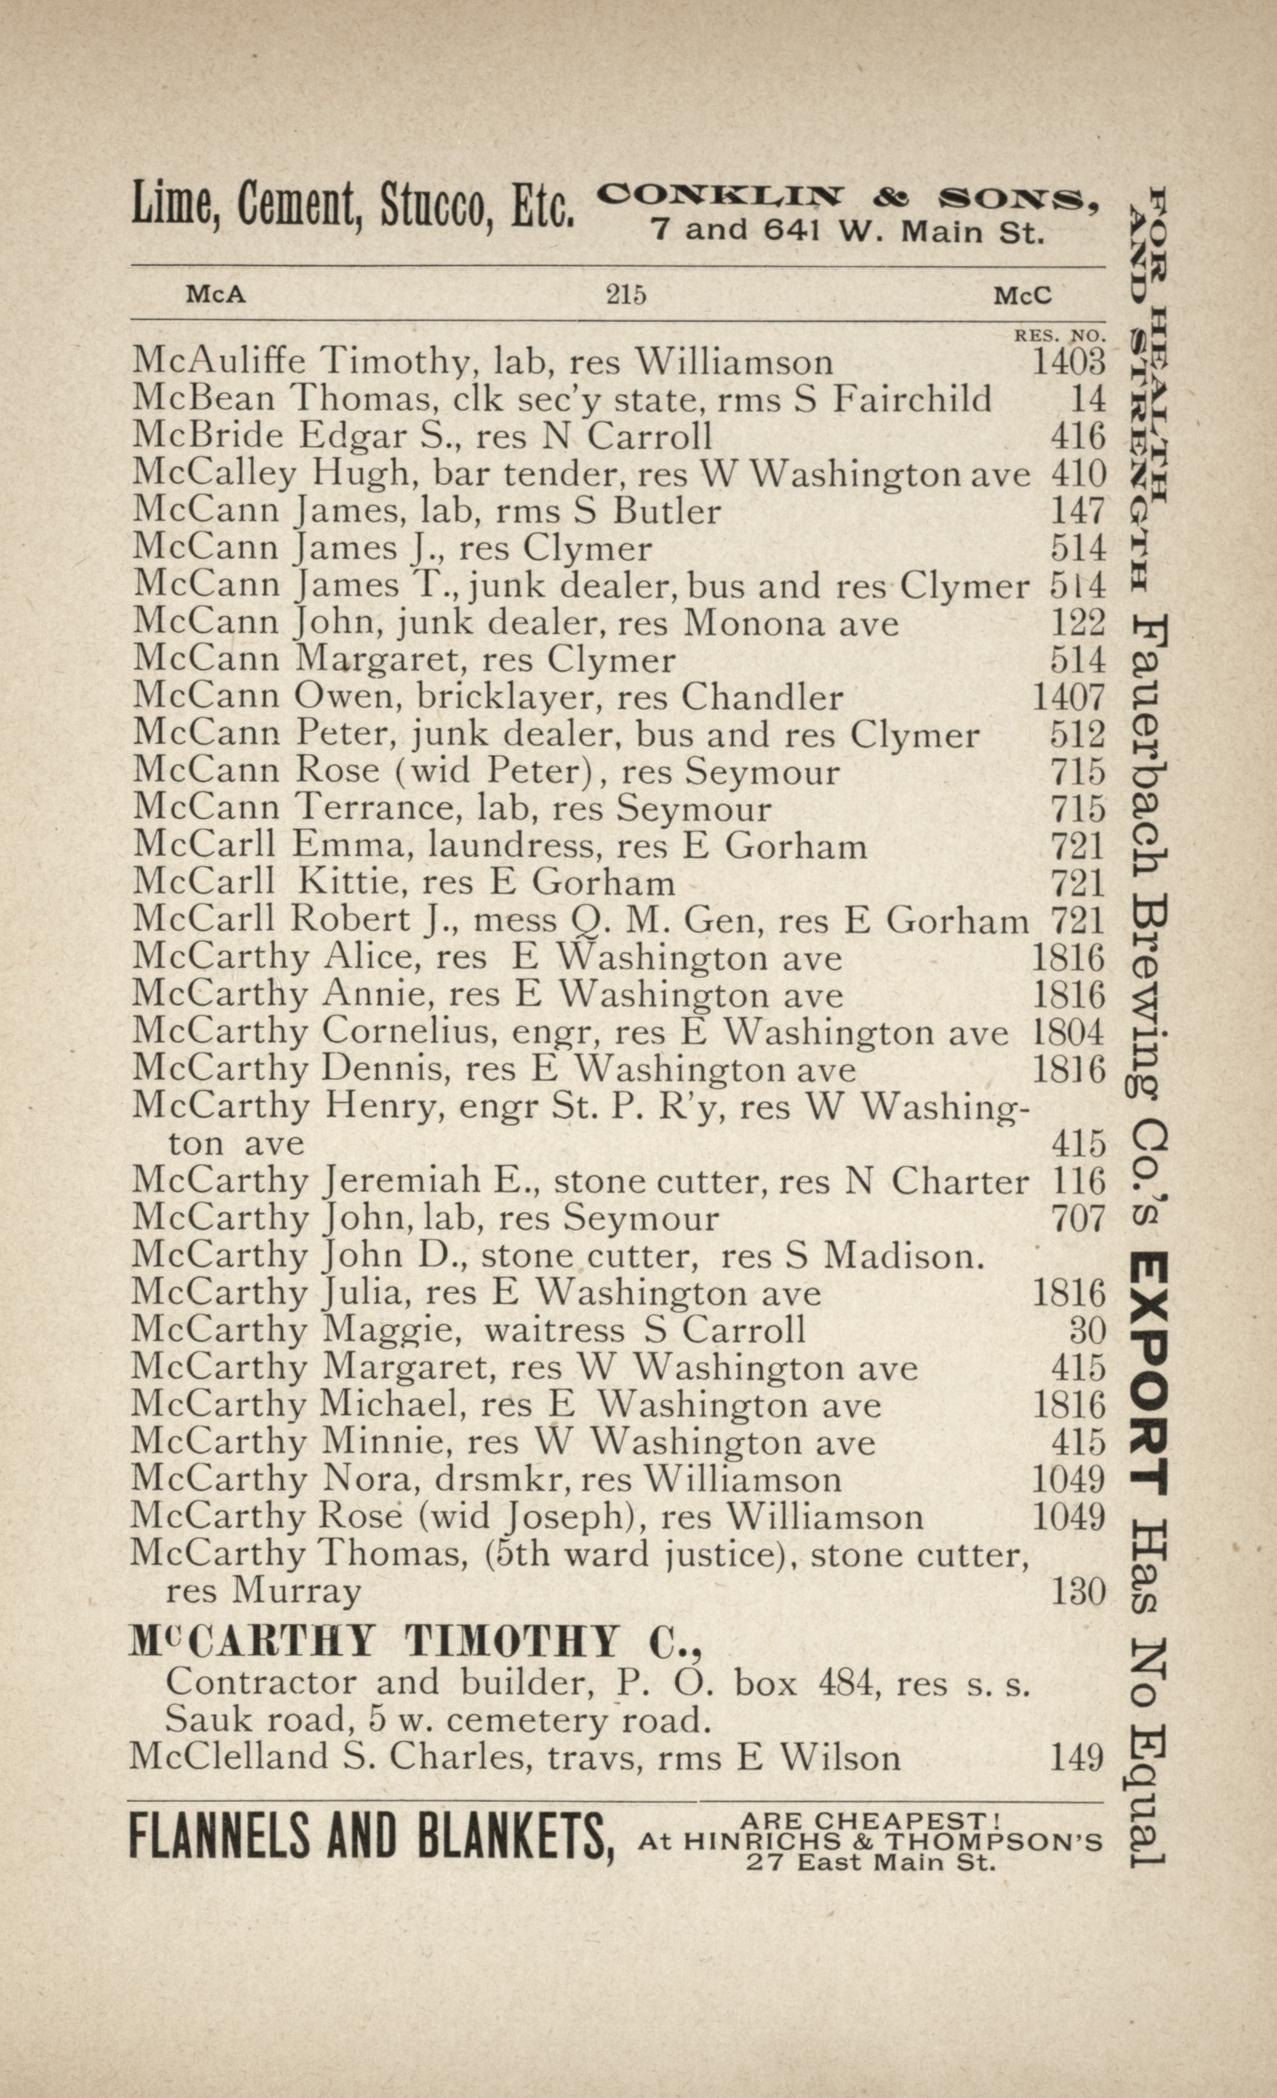 Lime, Cement, Stucco, Etc. CONKLIN & SONS,
7 and 641 W. Main St.
McA 215 McC
RES. NO.
McAuliffe Timothy, lab, res Williamson 1403
McBean Thomas, clk sec'y state, rms S Fairchild 14
McBride Edgar S., res N Carroll 416
McCalley Hugh, bar tender, res W Washington ave 410
McCann James, lab, rms S Butler 147
McCann James J., res Clymer 514
McCann James T., junk dealer, bus and res Clymer 514
McCann John, junk dealer, res Monona ave 122
McCann Margaret, res Clymer 514
McCann Owen, bricklayer, res Chandler 1407
McCann Peter, junk dealer, bus and res Clymer 512
McCann Rose (wid Peter), res Seymour 715
McCann Terrance, lab, res Seymour 715
McCarll Emma, laundress, res E Gorham 721
McCarll Kittie, res E Gorham 721
McCarll Robert J., mess Q. M. Gen, res E Gorham 721
McCarthy Alice, res E Washington ave 1816
McCarthy Annie, res E Washington ave 1816
McCarthy Cornelius, engr, res E Washington ave 1804
McCarthy Dennis, res E Washington ave 1816
McCarthy Henry, engr St. P. R'y, res W Washing-
ton ave 415
McCarthy Jeremiah E., stone cutter, res N Charter 116
McCarthy John, lab, res Seymour 707
McCarthy John D., stone cutter, res S Madison.
McCarthy Julia, res E Washington ave 1816
McCarthy Maggie, waitress S Carroll 30
McCarthy Margaret, res W Washington ave 415
McCarthy Michael, res E Washington ave 1816
McCarthy Minnie, res W Washington ave 415
McCarthy Nora, drsmkr, res Williamson 1049
McCarthy Rose (wid Joseph), res Williamson 1049
McCarthy Thomas, (5th ward justice), stone cutter,
res Murray 130
McCARTHY TIMOTHY C.,
Contractor and builder, P. O. box 484, res s. s.
Sauk road, 5 w. cemetery road.
McClelland S. Charles, travs, rms E Wilson 149
FLANNELS AND BLANKETS, ARE CHEAPEST!
At HINRICHS & THOMPSON'S
27 East Main St.
FOR HEALTH
AND STRENGTH Fauerbach Brewing Co.'s EXPORT Has No Equal